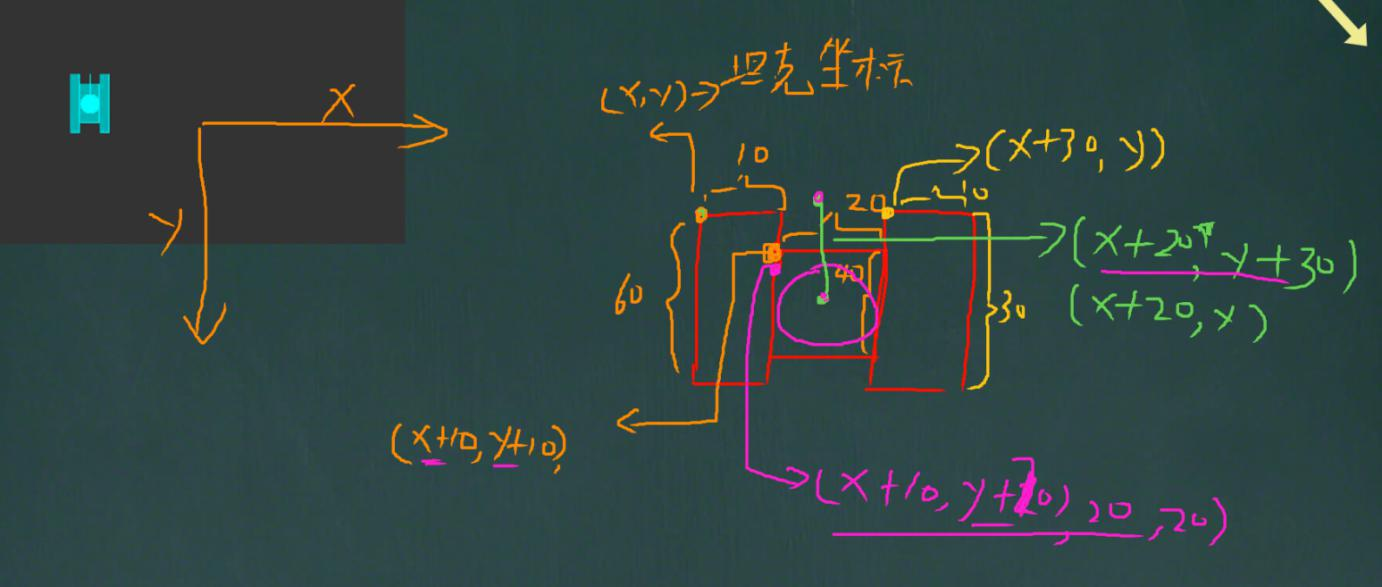 X
y
(x,y)→坦克坐标
10
20
10
(x+30, y)
60
40
30
(x+20, y+30)
(x+20, y)
(x+10, y+10)
(x+10, y+20), 20, 20)